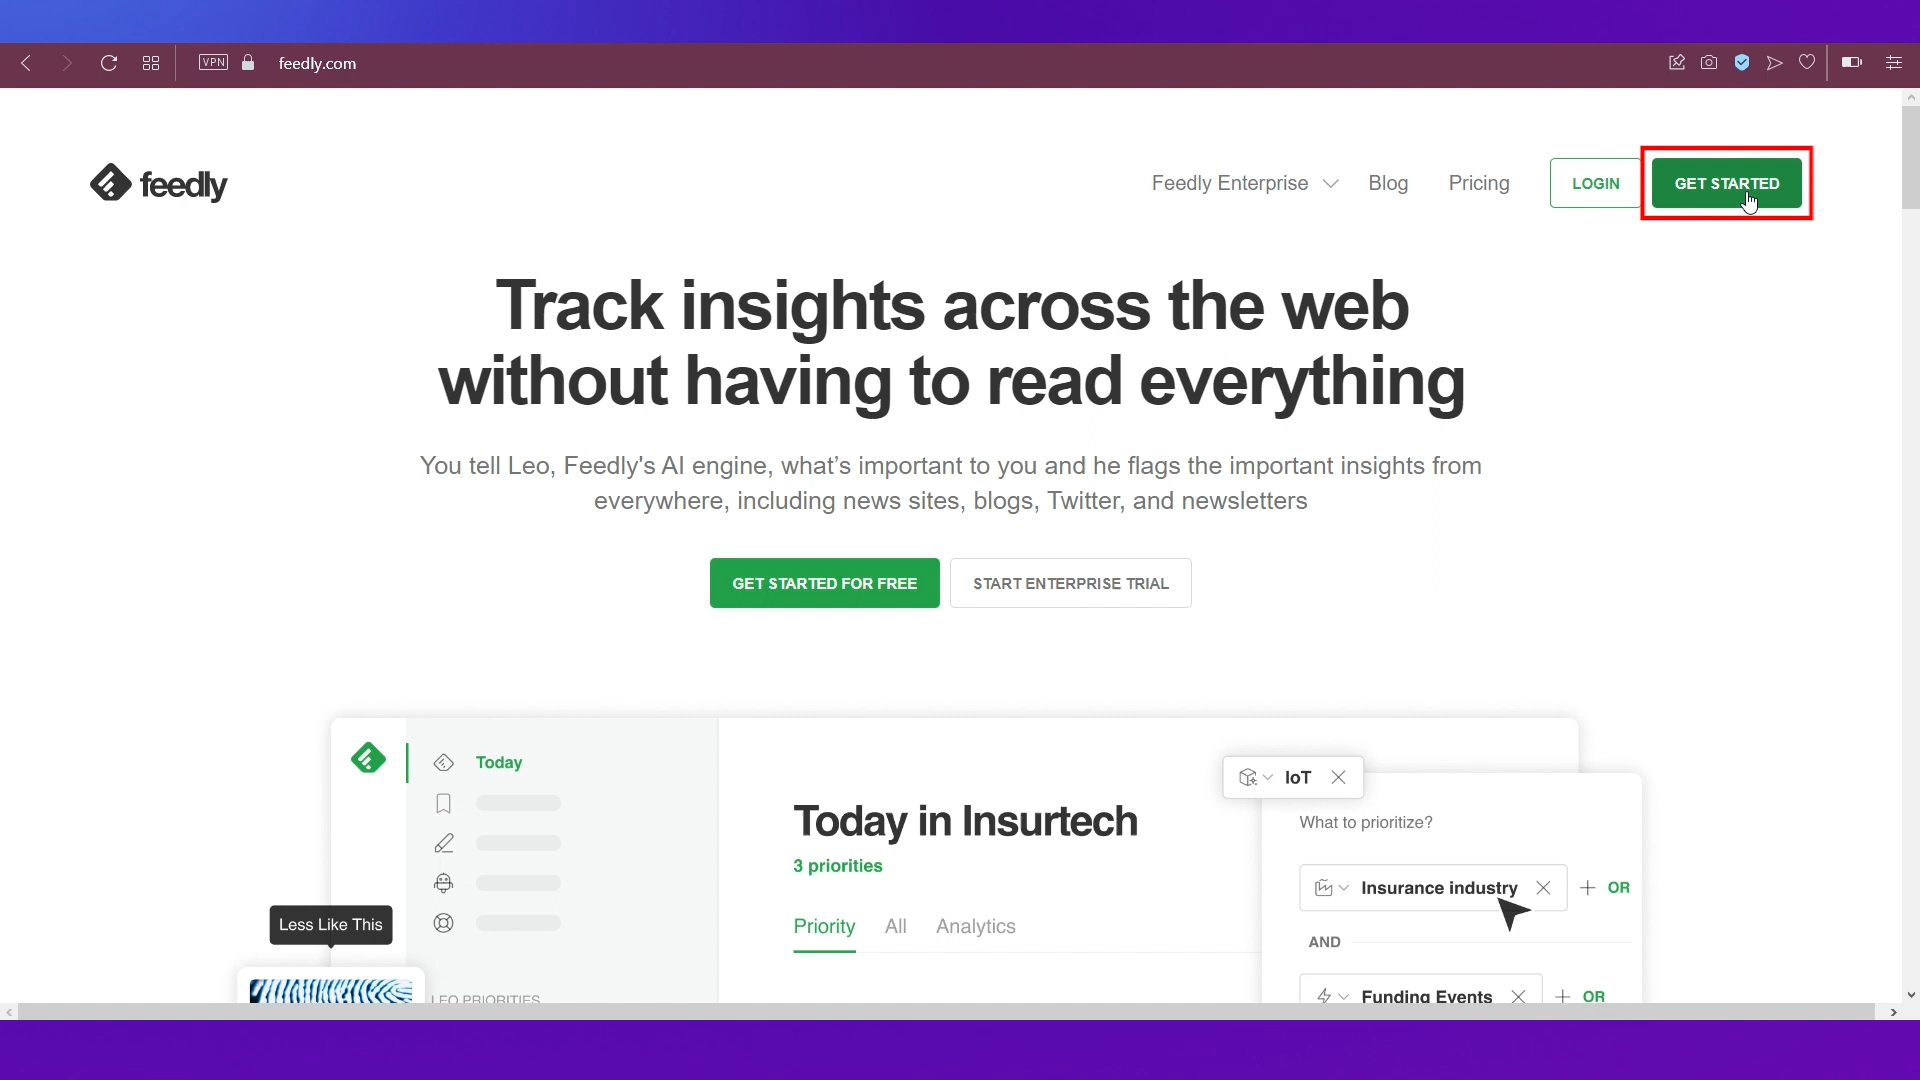 VPN
feedly.com
feedly
Feedly Enterprise
Blog
Pricing
LOGIN
GET STARTED
Track insights across the web
without having to read everything
You tell Leo, Feedly's AI engine, what’s important to you and he flags the important insights from
everywhere, including news sites, blogs, Twitter, and newsletters
GET STARTED FOR FREE
START ENTERPRISE TRIAL
Today
IoT
Today in Insurtech
What to prioritize?
3 priorities
Insurance industry
OR
Less Like This
Priority
All
Analytics
AND
LEO PRIORITIES
Funding Events
OR